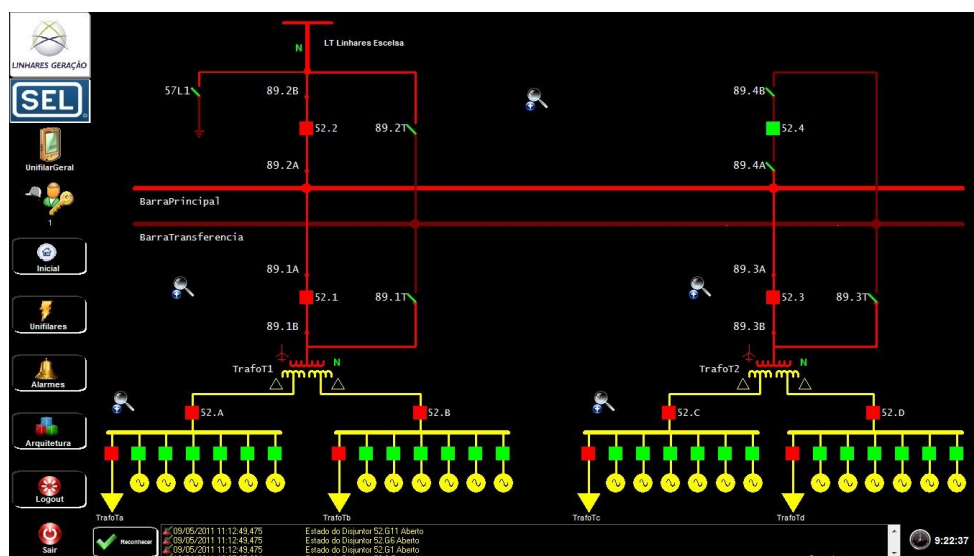 LINHARES GERAÇÃO
SEL
UnifilarGeral
1
Inicial
Unifilares
Alarmes
Arquitetura
Logout
Sair
N
LT Linhares Escelsa
57L1
89.2B
52.2
89.2T
89.2A
89.4B
52.4
89.4A
BarraPrincipal
BarraTransferencia
89.1A
52.1
89.1T
89.1B
89.3A
52.3
89.3T
89.3B
TrafoT1
N
TrafoT2
N
52.A
52.B
52.C
52.D
TrafoTa
TrafoTb
TrafoTc
TrafoTd
Reconhecer
09/05/2011 11:12:49,475 Estado do Disjuntor 52.G11 Aberto
09/05/2011 11:12:49,475 Estado do Disjuntor 52.G6 Aberto
09/05/2011 11:12:49,475 Estado do Disjuntor 52.G1 Aberto
9:22:37